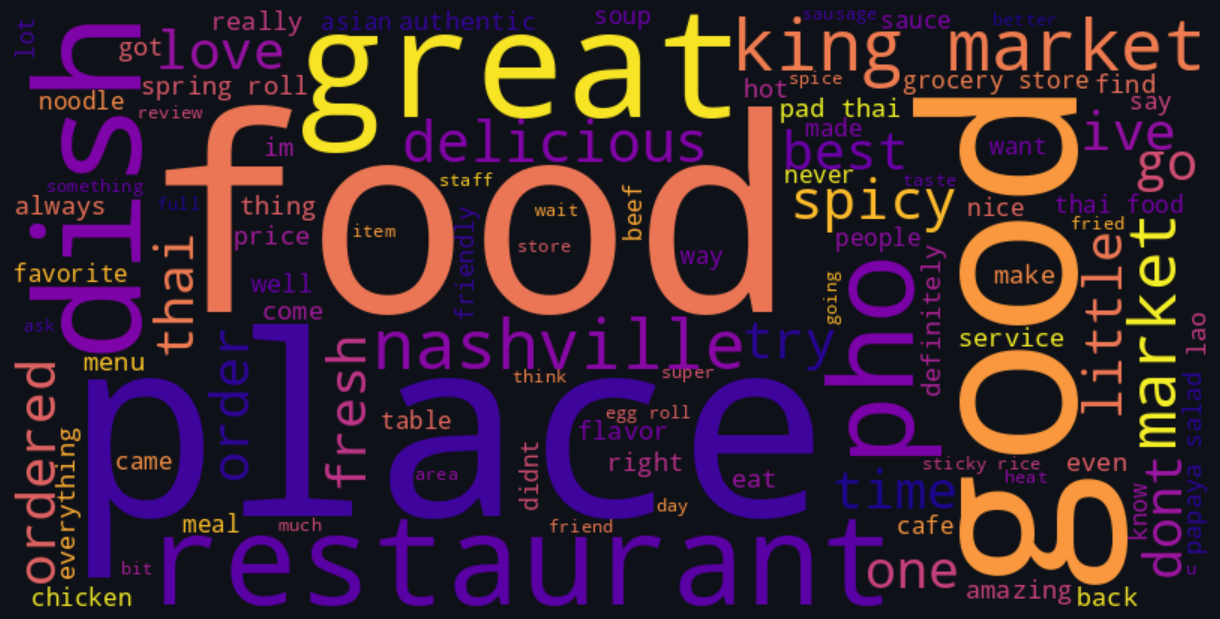 lot
dish
got
really
love
asian
authentic
great
soup
sausage
sauce
better
king market
spring roll
noodle
review
hot
spice
grocery store
find
food
im
delicious
pad thai
made
best
never
good
want
say
ive
go
something
always
full
thing
price
staff
friendly
item
wait
store
beef
way
spicy
taste
nice
thai food
people
fried
thai
favorite
well
come
ask
menu
going
definitely
make
little
market
service
lao
ordered
order
fresh
nashville
try
pho
think
super
place
came
everything
table
area
egg roll
flavor
right
didnt
eat
day
sticky rice
heat
even
time
cafe
know
dont
papaya salad
u
meal
much
friend
bit
chicken
restaurant
one
amazing
back